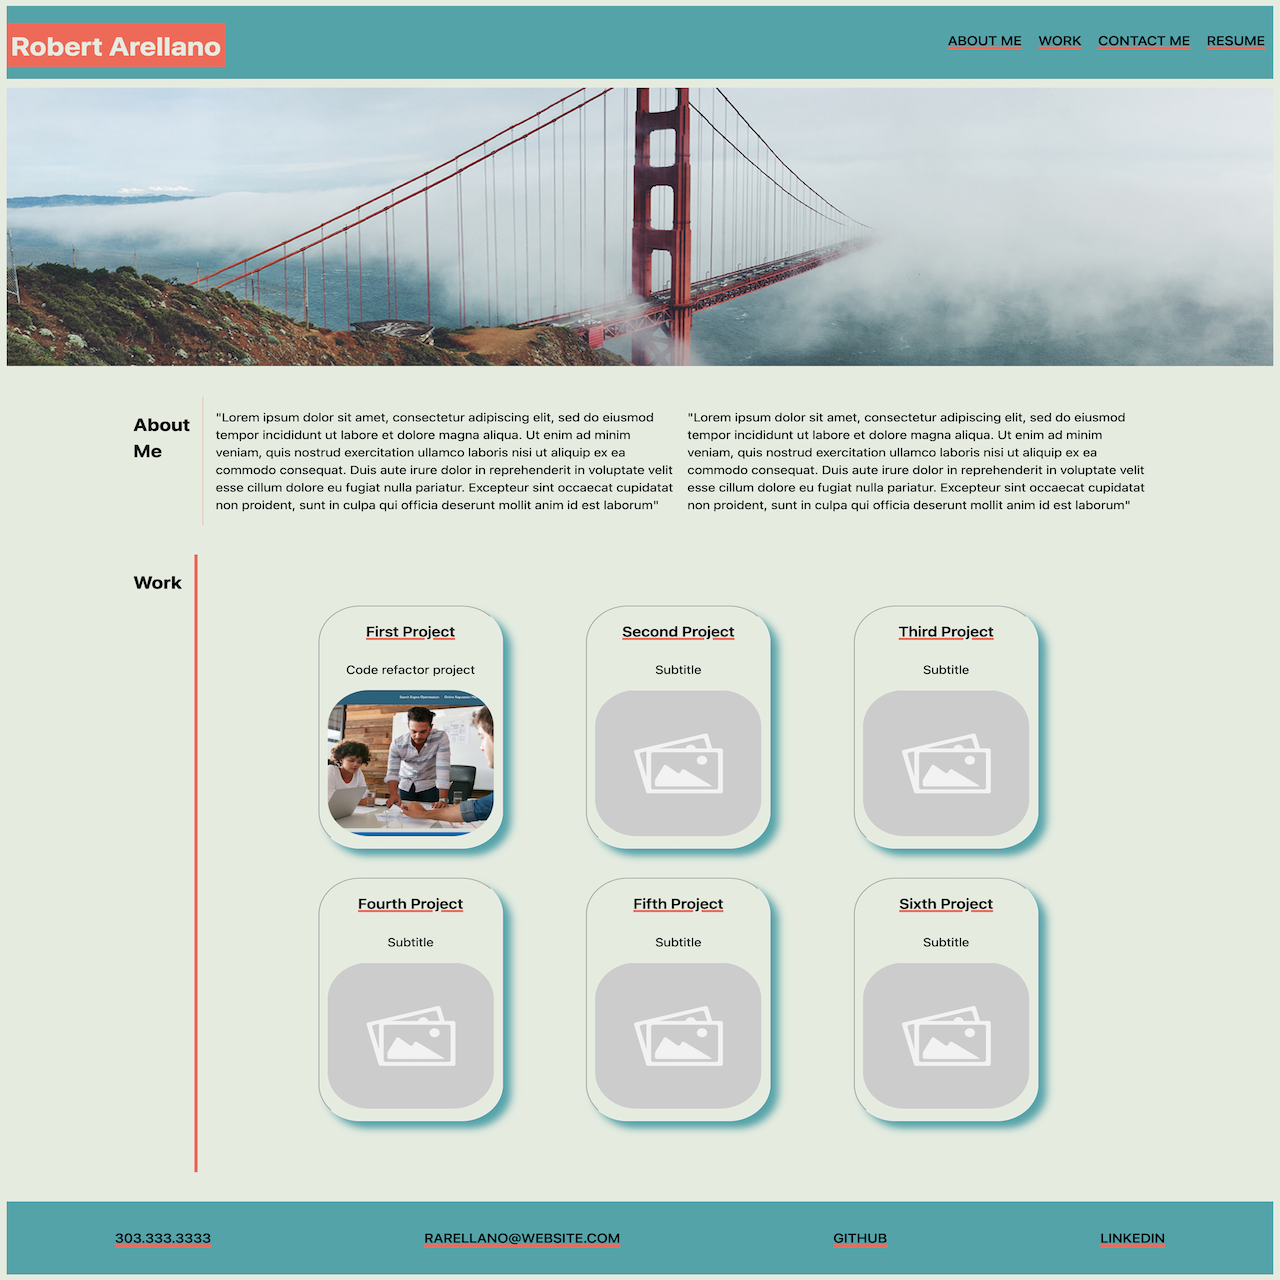 Robert Arellano
ABOUT ME WORK CONTACT ME RESUME
About
Me
"Lorem ipsum dolor sit amet, consectetur adipiscing elit, sed do eiusmod
tempor incididunt ut labore et dolore magna aliqua. Ut enim ad minim
veniam, quis nostrud exercitation ullamco laboris nisi ut aliquip ex ea
commodo consequat. Duis aute irure dolor in reprehenderit in voluptate velit
esse cillum dolore eu fugiat nulla pariatur. Excepteur sint occaecat cupidatat
non proident, sunt in culpa qui officia deserunt mollit anim id est laborum"
"Lorem ipsum dolor sit amet, consectetur adipiscing elit, sed do eiusmod
tempor incididunt ut labore et dolore magna aliqua. Ut enim ad minim
veniam, quis nostrud exercitation ullamco laboris nisi ut aliquip ex ea
commodo consequat. Duis aute irure dolor in reprehenderit in voluptate velit
esse cillum dolore eu fugiat nulla pariatur. Excepteur sint occaecat cupidatat
non proident, sunt in culpa qui officia deserunt mollit anim id est laborum"
Work
First Project
Code refactor project
Second Project
Subtitle
Third Project
Subtitle
Fourth Project
Subtitle
Fifth Project
Subtitle
Sixth Project
Subtitle
303.333.3333 RARELLANO@WEBSITE.COM GITHUB LINKEDIN